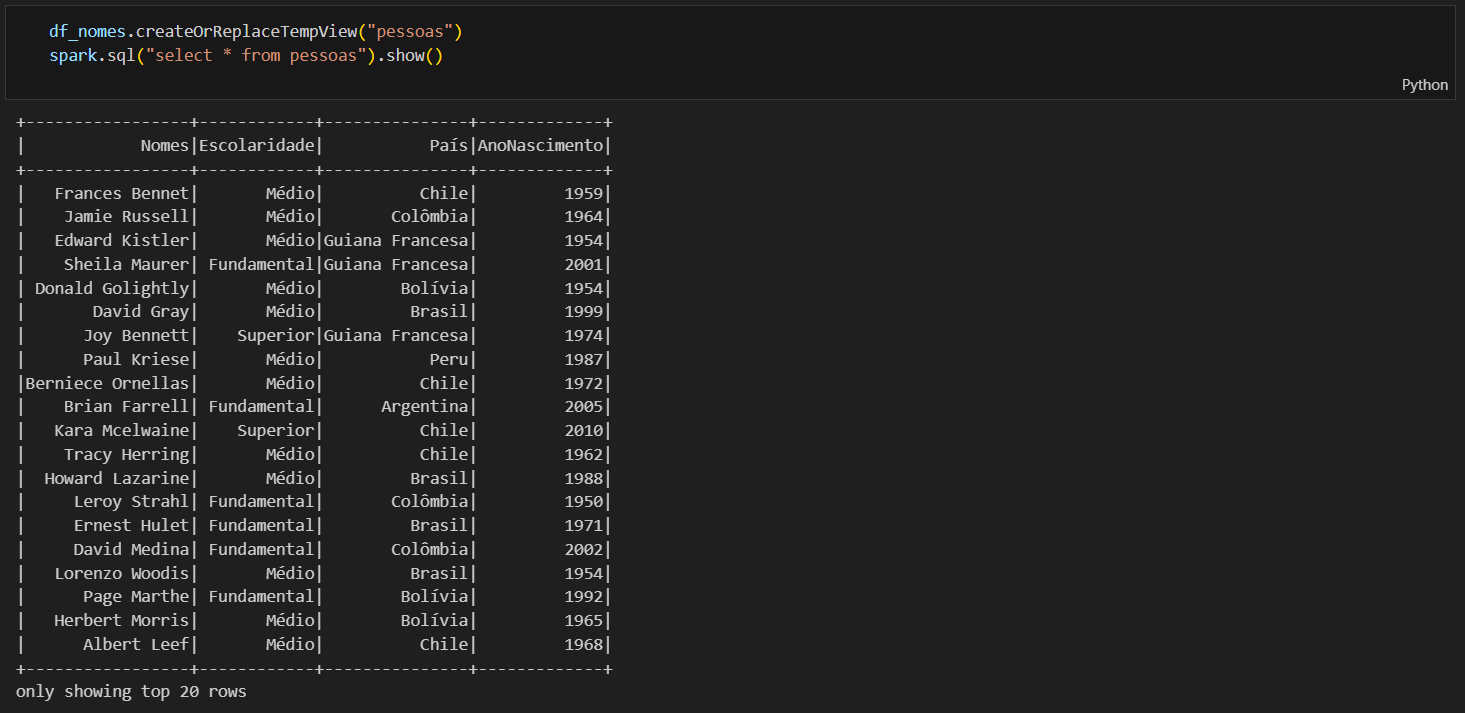 df_nomes.createOrReplaceTempView("pessoas")
spark.sql("select * from pessoas").show()
Python
+-----------------+------------+---------------+-------------+
|            Nomes|Escolaridade|           País|AnoNascimento|
+-----------------+------------+---------------+-------------+
|   Frances Bennet|       Médio|          Chile|         1959|
|    Jamie Russell|       Médio|       Colômbia|         1964|
|   Edward Kistler|       Médio|Guiana Francesa|         1954|
|    Sheila Maurer| Fundamental|Guiana Francesa|         2001|
| Donald Golightly|       Médio|        Bolívia|         1954|
|       David Gray|       Médio|         Brasil|         1999|
|      Joy Bennett|    Superior|Guiana Francesa|         1974|
|      Paul Kriese|       Médio|           Peru|         1987|
|Berniece Ornellas|       Médio|          Chile|         1972|
|    Brian Farrell| Fundamental|      Argentina|         2005|
|   Kara Mcelwaine|    Superior|          Chile|         2010|
|    Tracy Herring|       Médio|          Chile|         1962|
|  Howard Lazarine|       Médio|         Brasil|         1988|
|     Leroy Strahl| Fundamental|       Colômbia|         1950|
|     Ernest Hulet| Fundamental|         Brasil|         1971|
|     David Medina| Fundamental|       Colômbia|         2002|
|   Lorenzo Woodis|       Médio|         Brasil|         1954|
|      Page Marthe| Fundamental|        Bolívia|         1992|
|   Herbert Morris|       Médio|        Bolívia|         1965|
|      Albert Leef|       Médio|          Chile|         1968|
+-----------------+------------+---------------+-------------+
only showing top 20 rows